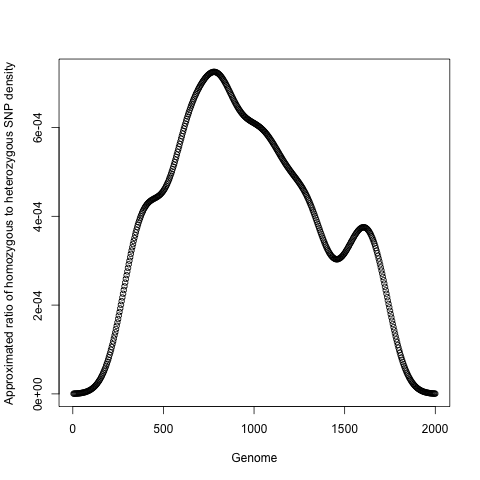 Approximated ratio of homozygous to heterozygous SNP density
6e-04
4e-04
2e-04
0e+00
0 500 1000 1500 2000
Genome